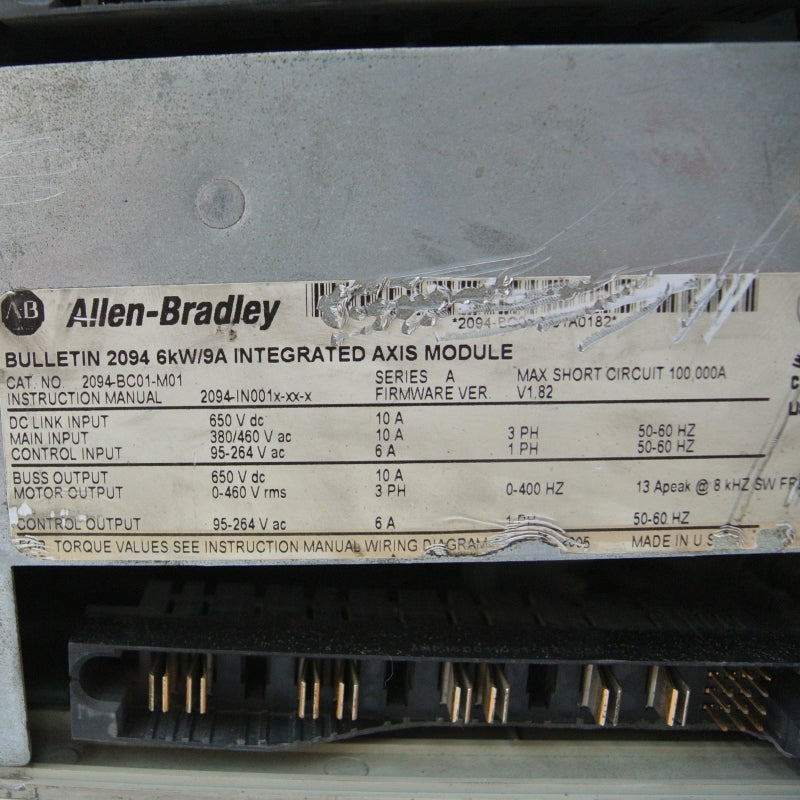 AB Allen-Bradley
BULLETIN 2094 6kW/9A INTEGRATED AXIS MODULE
CAT. NO. 2094-BC01-M01 SERIES A MAX SHORT CIRCUIT 100,000A
INSTRUCTION MANUAL 2094-IN001x-xx-x FIRMWARE VER. V1.82
DC LINK INPUT 650 V dc 10 A
MAIN INPUT 380/460 V ac 10 A 3 PH 50-60 HZ
CONTROL INPUT 95-264 V ac 6 A 1 PH 50-60 HZ
BUSS OUTPUT 650 V dc 10 A
MOTOR OUTPUT 0-460 V rms 3 PH 0-400 HZ 13 Apeak @ 8 kHZ SW
CONTROL OUTPUT 95-264 V ac 6 A 1 PH 50-60 HZ
TORQUE VALUES SEE INSTRUCTION MANUAL WIRING DIAGRAM MADE IN U S